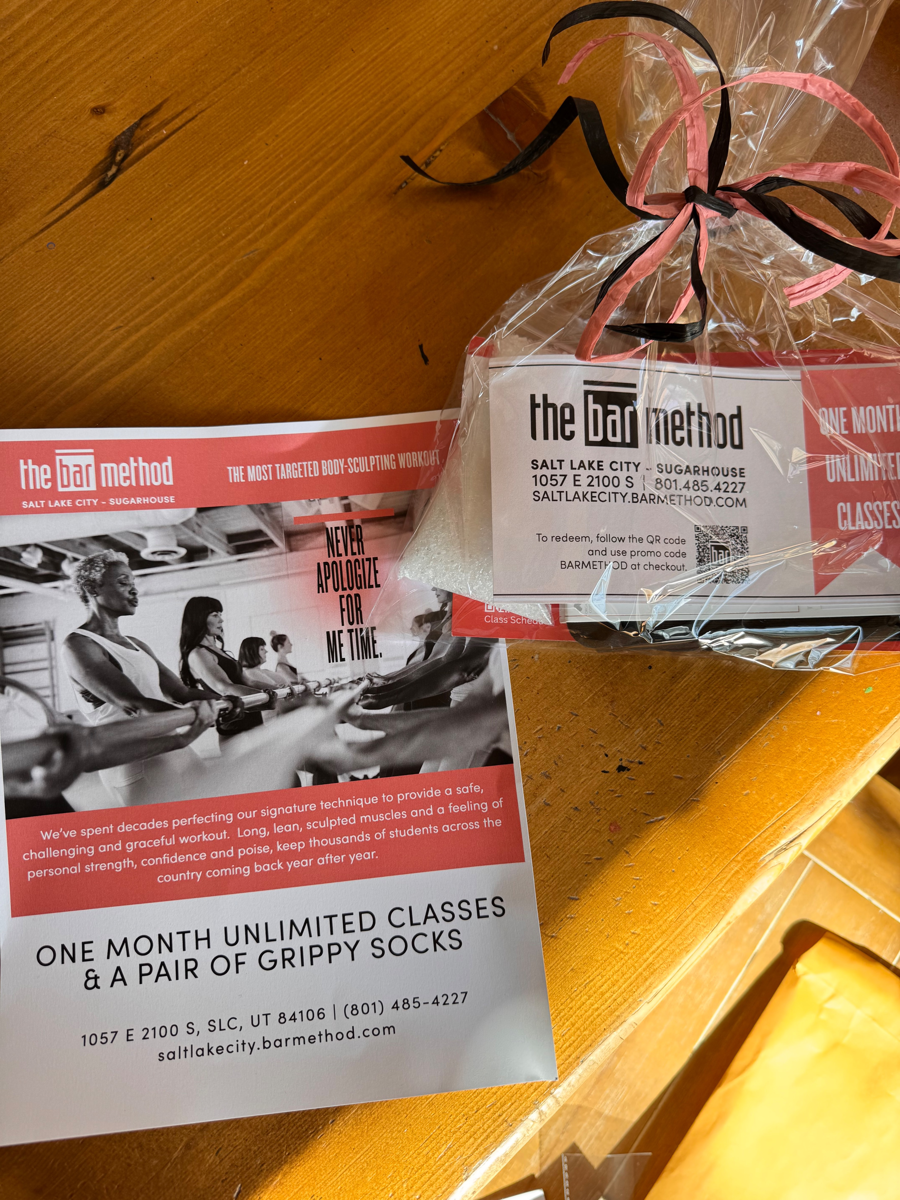 the bar method
SALT LAKE CITY ~ SUGARHOUSE
THE MOST TARGETED BODY-SCULPTING WORKOUT
NEVER
APOLOGIZE
FOR
ME TIME.
We've spent decades perfecting our signature technique to provide a safe,
challenging and graceful workout. Long, lean, sculpted muscles and a feeling of
personal strength, confidence and poise, keep thousands of students across the
country coming back year after year.
ONE MONTH UNLIMITED CLASSES
& A PAIR OF GRIPPY SOCKS
1057 E 2100 S, SLC, UT 84106 | (801) 485-4227
saltlakecity.barmethod.com
the bar method
SALT LAKE CITY ~ SUGARHOUSE
1057 E 2100 S | 801.485.4227
SALTLAKECITY.BARMETHOD.COM
To redeem, follow the QR code
and use promo code
BARMETHOD at checkout.
bar
ONE MONTH
UNLIMITED
CLASSES
Class